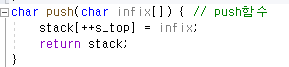 char push(char infix[]) { // push함수
stack[++s_top] = infix;
return stack;
}